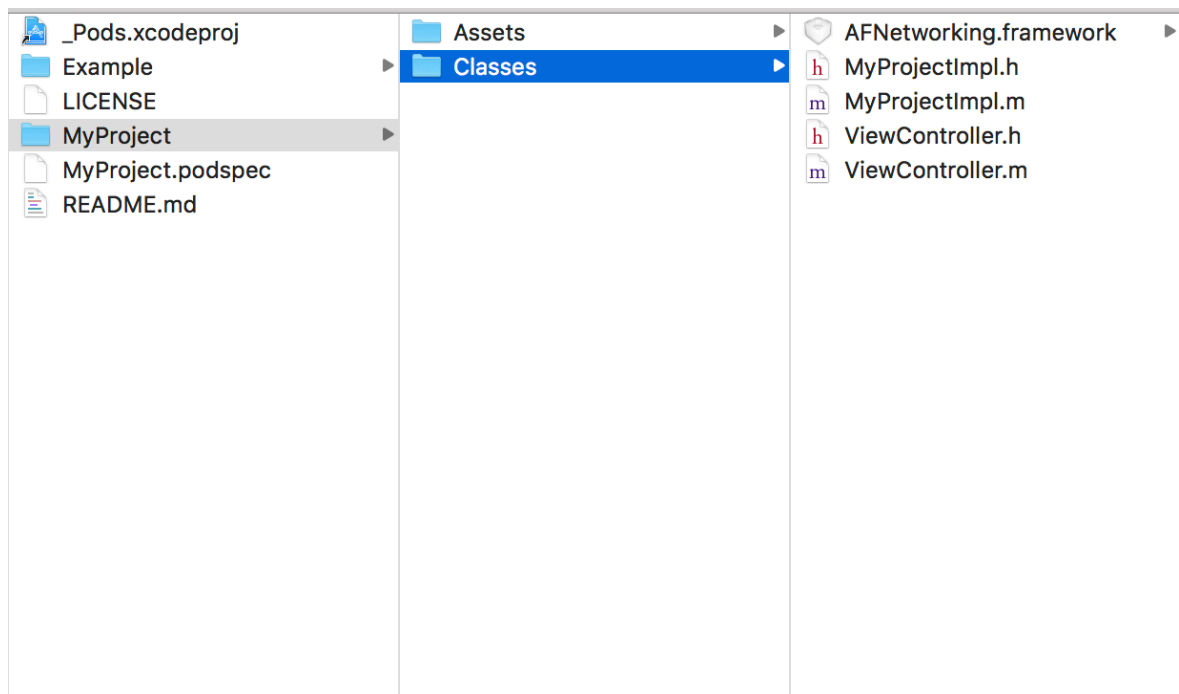 _Pods.xcodeproj
Example
LICENSE
MyProject
MyProject.podspec
README.md
Assets
Classes
AFNetworking.framework
h MyProjectImpl.h
m MyProjectImpl.m
h ViewController.h
m ViewController.m